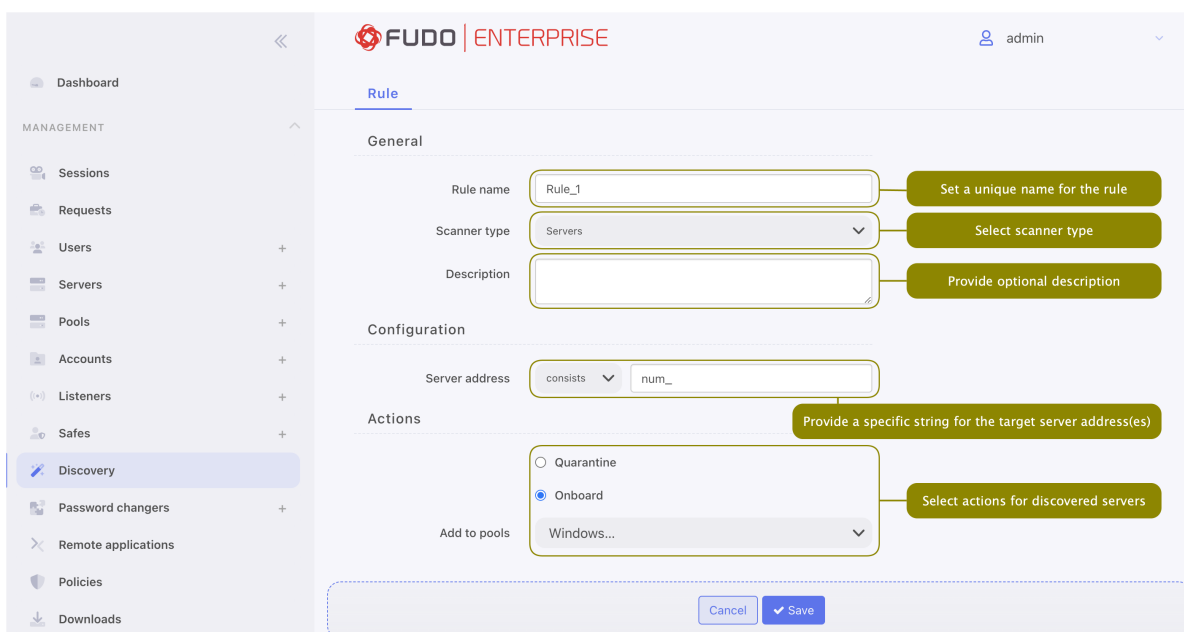 FUDO ENTERPRISE
admin
Dashboard
MANAGEMENT
Sessions
Requests
Users +
Servers +
Pools +
Accounts +
Listeners +
Safes +
Discovery
Password changers +
Remote applications
Policies
Downloads
Rule
General
Rule name Rule_1 Set a unique name for the rule
Scanner type Servers Select scanner type
Description Provide optional description
Configuration
Server address consists num_
Provide a specific string for the target server address(es)
Actions
Quarantine
Onboard
Select actions for discovered servers
Add to pools Windows...
Cancel Save